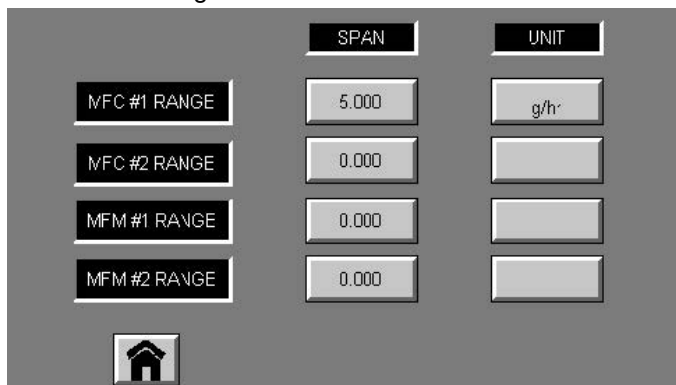 SPAN UNIT
MFC #1 RANGE 5.000 g/hr
MFC #2 RANGE 0.000
MFM #1 RANGE 0.000
MFM #2 RANGE 0.000